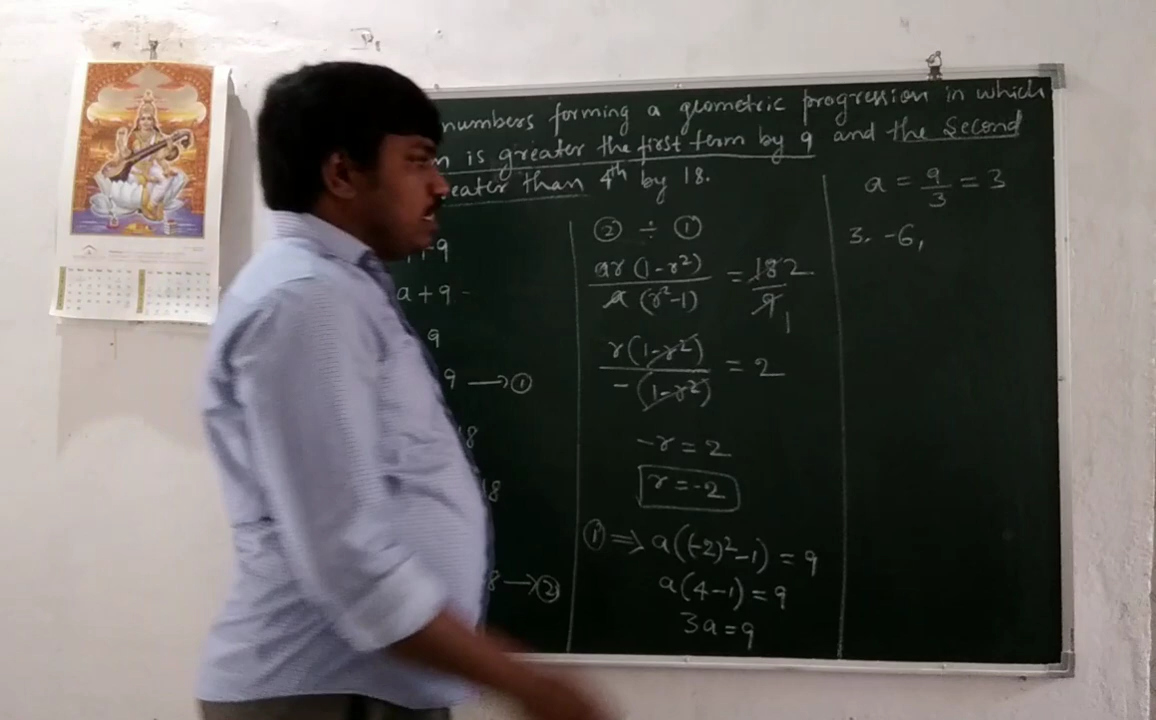 numbers forming a geometric progression in which
is greater the first term by 9 and the second
eater than 4th by 18.
-9
a + 9 -
9
9 → ①
18
18
8 → ②
② ÷ ①
ar (1-r²) / a (r²-1) = 18 2 / 9 1
r (1-r²) / - (1-r²) = 2
-r = 2
r = -2
① ⇒ a((-2)² -1) = 9
a(4-1) = 9
3a = 9
a = 9/3 = 3
3, -6,